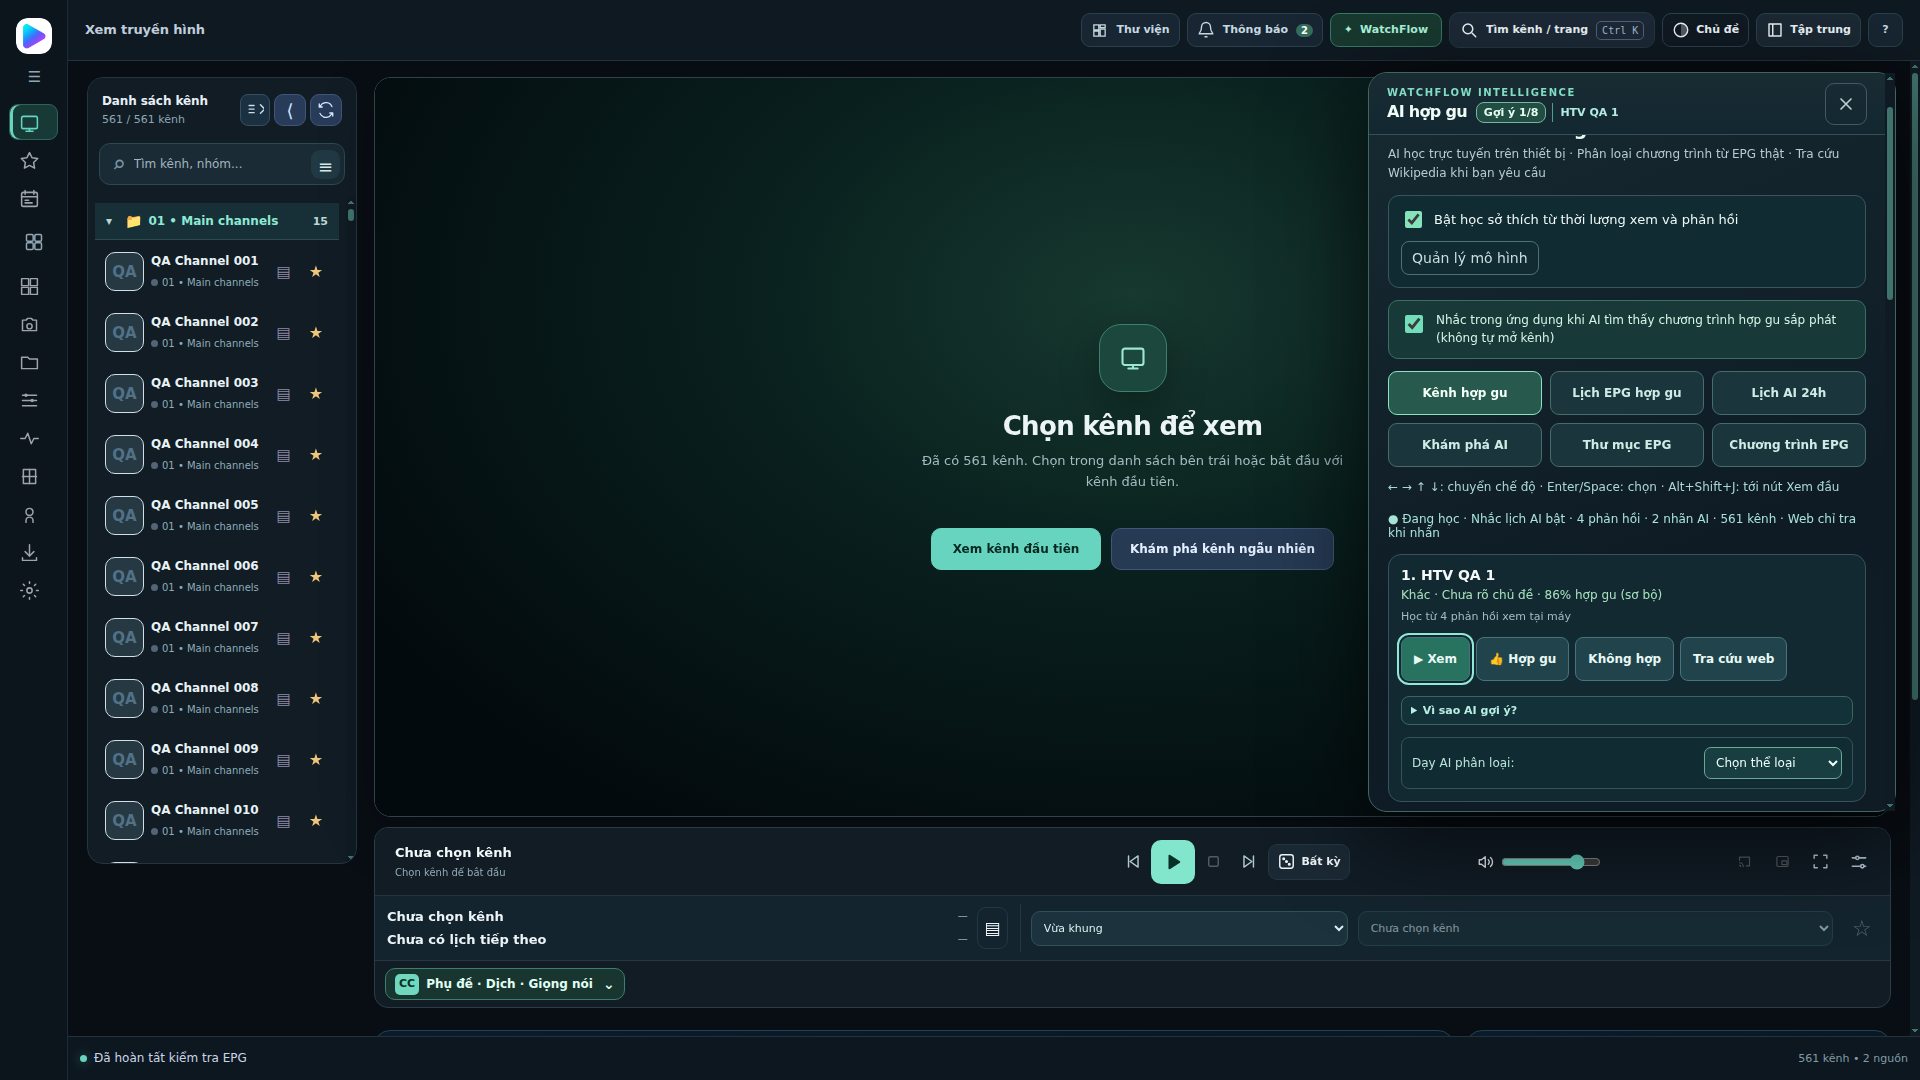 Xem truyền hình
Thư viện
Thông báo 2
✦ WatchFlow
Tìm kênh / trang Ctrl K
Chủ đề
Tập trung
?
Danh sách kênh
561 / 561 kênh
Tìm kênh, nhóm...
▾ 📁 01 • Main channels 15
QA QA Channel 001
01 • Main channels
QA QA Channel 002
01 • Main channels
QA QA Channel 003
01 • Main channels
QA QA Channel 004
01 • Main channels
QA QA Channel 005
01 • Main channels
QA QA Channel 006
01 • Main channels
QA QA Channel 007
01 • Main channels
QA QA Channel 008
01 • Main channels
QA QA Channel 009
01 • Main channels
QA QA Channel 010
01 • Main channels
Chọn kênh để xem
Đã có 561 kênh. Chọn trong danh sách bên trái hoặc bắt đầu với
kênh đầu tiên.
Xem kênh đầu tiên
Khám phá kênh ngẫu nhiên
WATCHFLOW INTELLIGENCE
AI hợp gu Gợi ý 1/8 HTV QA 1
AI học trực tuyến trên thiết bị · Phân loại chương trình từ EPG thật · Tra cứu
Wikipedia khi bạn yêu cầu
Bật học sở thích từ thời lượng xem và phản hồi
Quản lý mô hình
Nhắc trong ứng dụng khi AI tìm thấy chương trình hợp gu sắp phát
(không tự mở kênh)
Kênh hợp gu
Lịch EPG hợp gu
Lịch AI 24h
Khám phá AI
Thư mục EPG
Chương trình EPG
← → ↑ ↓: chuyển chế độ · Enter/Space: chọn · Alt+Shift+J: tới nút Xem đầu
● Đang học · Nhắc lịch AI bật · 4 phản hồi · 2 nhãn AI · 561 kênh · Web chỉ tra
khi nhấn
1. HTV QA 1
Khác · Chưa rõ chủ đề · 86% hợp gu (sơ bộ)
Học từ 4 phản hồi xem tại máy
▶ Xem
👍 Hợp gu
Không hợp
Tra cứu web
▶ Vì sao AI gợi ý?
Dạy AI phân loại: Chọn thể loại
Chưa chọn kênh
Chọn kênh để bắt đầu
Bất kỳ
Chưa chọn kênh —
Chưa có lịch tiếp theo —
Vừa khung
Chưa chọn kênh
CC Phụ đề · Dịch · Giọng nói
Đã hoàn tất kiểm tra EPG
561 kênh • 2 nguồn